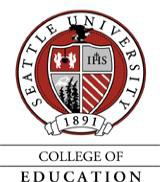 SEATTLE UNIVERSITY
IHS
1891
COLLEGE OF
EDUCATION